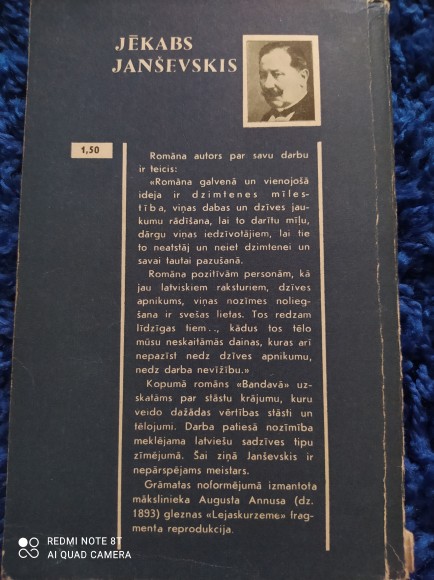 JĒKABS
JANŠEVSKIS
1,50
Romāna autors par savu darbu
ir teicis:
«Romāna galvenā un vienojošā
ideja ir dzimtenes mīles-
tība, viņas dabas un dzīves jau-
kumu rādīšana, lai to darītu mīļu,
dārgu viņas iedzīvotājiem, lai tie
to neatstāj un neiet dzimtenei un
savai tautai pazušanā.
Romāna pozitīvām personām, kā
jau latviskiem raksturiem, dzīves
apnikums, viņas nozīmes nolieg-
šana ir svešas lietas. Tos redzam
līdzīgas tiem.., kādus tos tēlo
mūsu neskaitāmās dainas, kuras arī
nepazīst nedz dzīves apnikumu,
nedz darba nevīžību.»
Kopumā romāns «Bandavā» uz-
skatāms par stāstu krājumu, kuru
veido dažādas vērtības stāsti un
tēlojumi. Darba patiesā nozīmība
meklējama latviešu sadzīves tipu
zīmējumā. Šai ziņā Janševskis ir
nepārspējams meistars.
Grāmatas noformējumā izmantota
mākslinieka Augusta Annusa (dz.
1893) gleznas «Lejaskurzeme» frag-
menta reprodukcija.
REDMI NOTE 8T
AI QUAD CAMERA